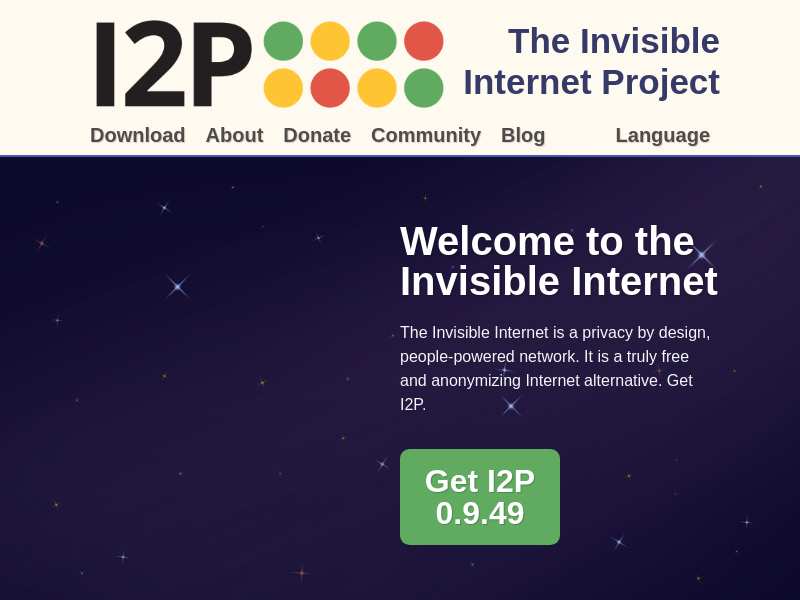 I2P
The Invisible
Internet Project
Download About Donate Community Blog Language
Welcome to the
Invisible Internet
The Invisible Internet is a privacy by design,
people-powered network. It is a truly free
and anonymizing Internet alternative. Get
I2P.
Get I2P
0.9.49